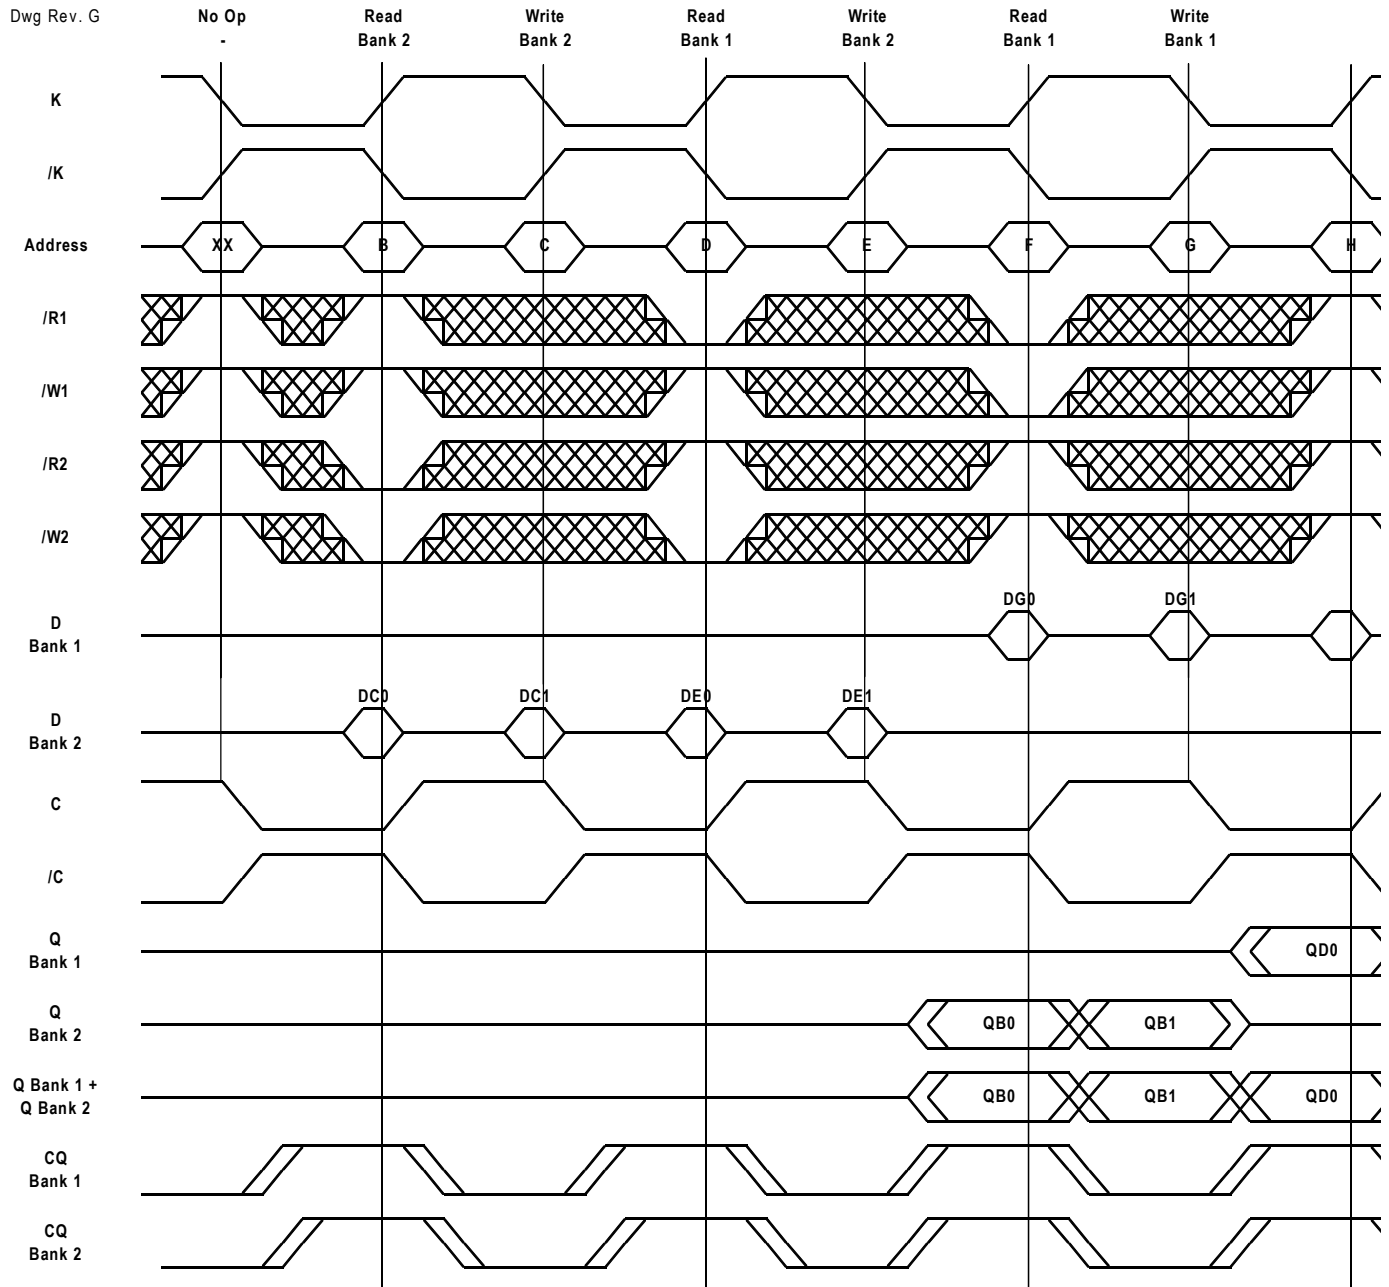 Dwg Rev. G
No Op Read Write Read Write Read Write
- Bank 2 Bank 2 Bank 1 Bank 2 Bank 1 Bank 1
K
/K
Address XX B C D E F G H
/R1
/W1
/R2
/W2
DG0 DG1
D
Bank 1
DC0 DC1 DE0 DE1
D
Bank 2
C
/C
Q
Bank 1
QD0
Q
Bank 2
QB0 QB1
Q Bank 1 +
Q Bank 2
QB0 QB1 QD0
CQ
Bank 1
CQ
Bank 2